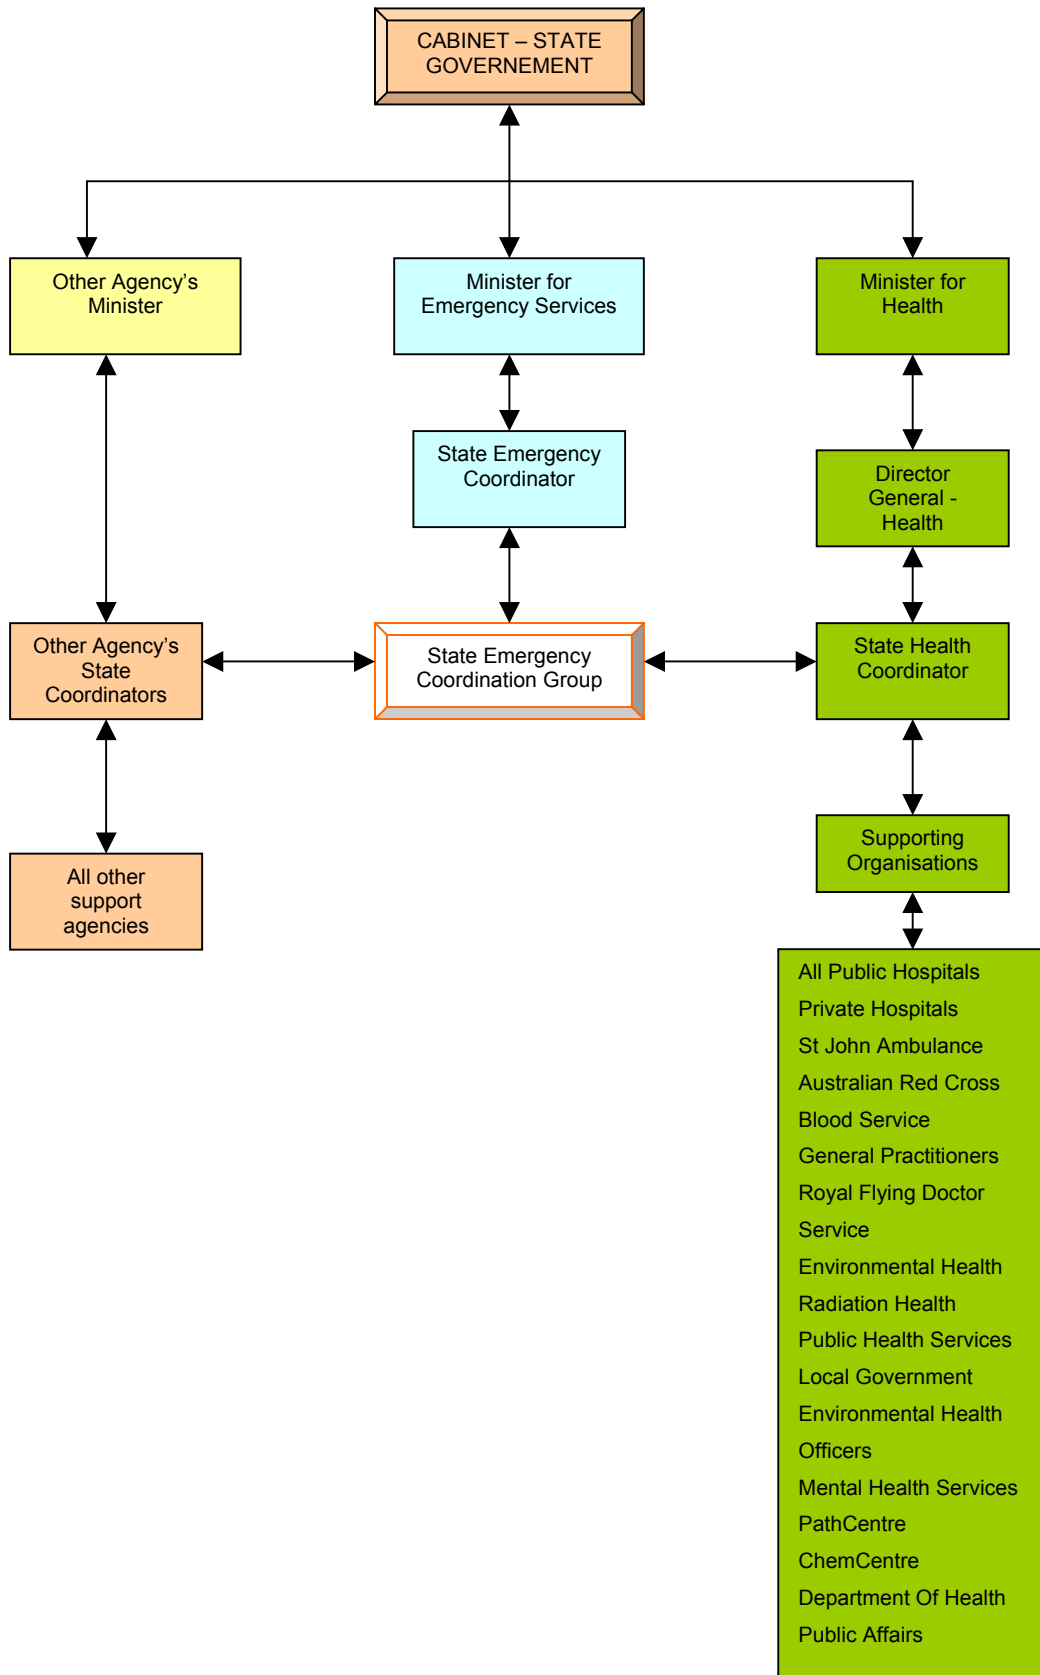 CABINET – STATE
GOVERNEMENT
Other Agency's
Minister
Minister for
Emergency Services
Minister for
Health
State Emergency
Coordinator
Director
General -
Health
Other Agency's
State
Coordinators
State Emergency
Coordination Group
State Health
Coordinator
Supporting
Organisations
All other
support
agencies
All Public Hospitals
Private Hospitals
St John Ambulance
Australian Red Cross
Blood Service
General Practitioners
Royal Flying Doctor
Service
Environmental Health
Radiation Health
Public Health Services
Local Government
Environmental Health
Officers
Mental Health Services
PathCentre
ChemCentre
Department Of Health
Public Affairs